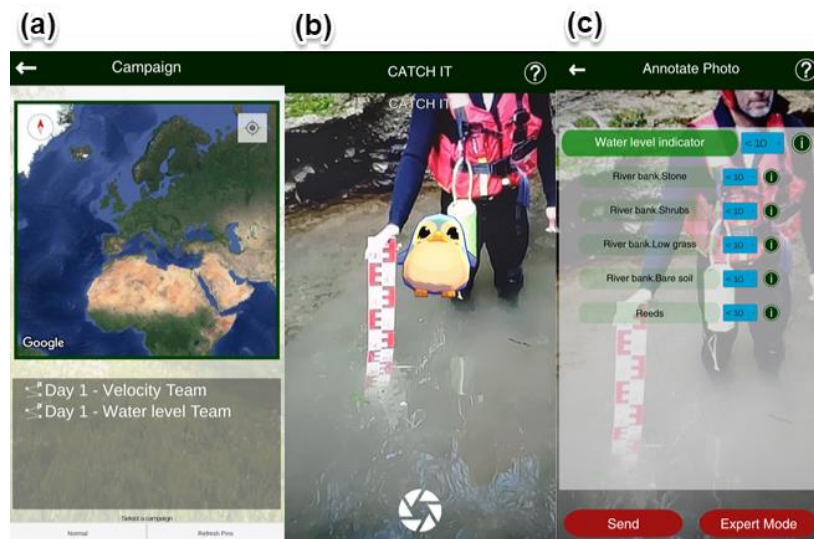 (a)
Campaign
Google
Day 1 - Velocity Team
Day 1 - Water level Team
Select a campaign
Normal
Refresh Pins
(b)
CATCH IT
?
CATCH IT
(c)
Annotate Photo
?
Water level indicator <10 i
River bank.Stone <10 i
River bank.Shrubs <10 i
River bank.Low grass <10 i
River bank.Bare soil <10 i
Reeds <10 i
Send
Expert Mode